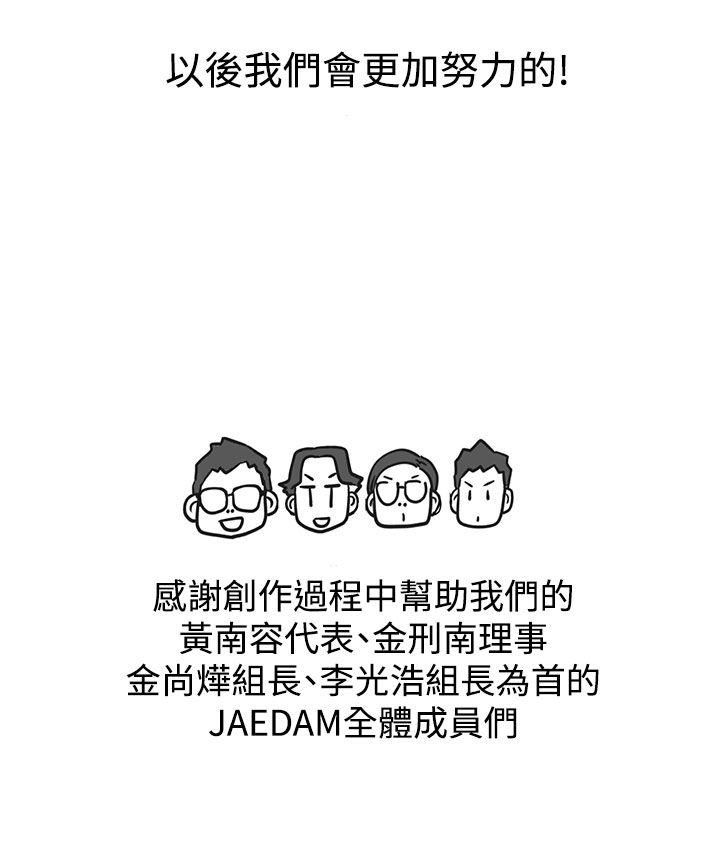 以後我們會更加努力的!
感謝創作過程中幫助我們的
黃南容代表、金刑南理事
金尚燁組長、李光浩組長為首的
JAEDAM全體成員們